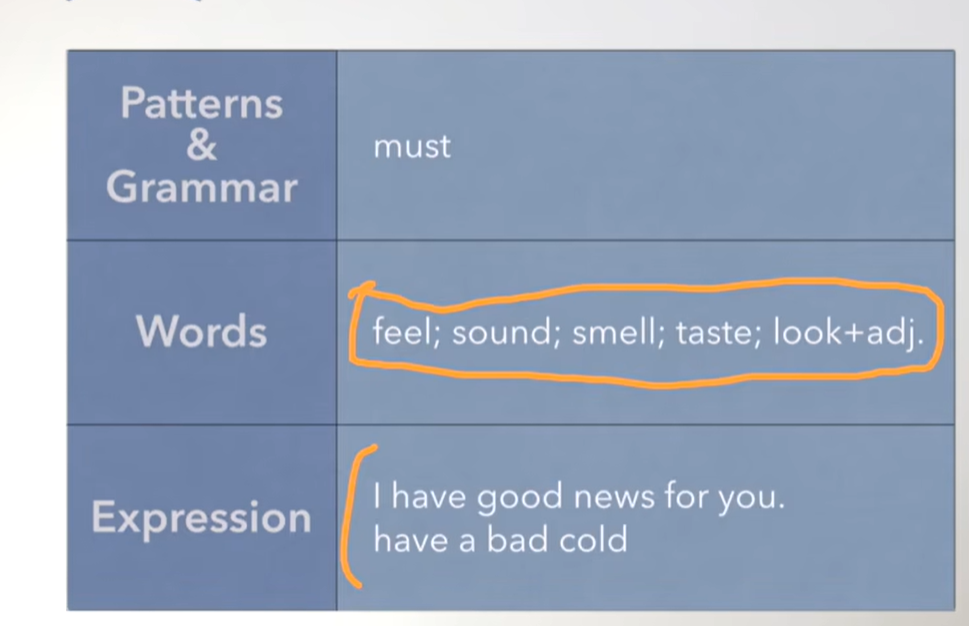 Patterns
&
Grammar
must
Words
feel; sound; smell; taste; look+adj.
Expression
I have good news for you.
have a bad cold